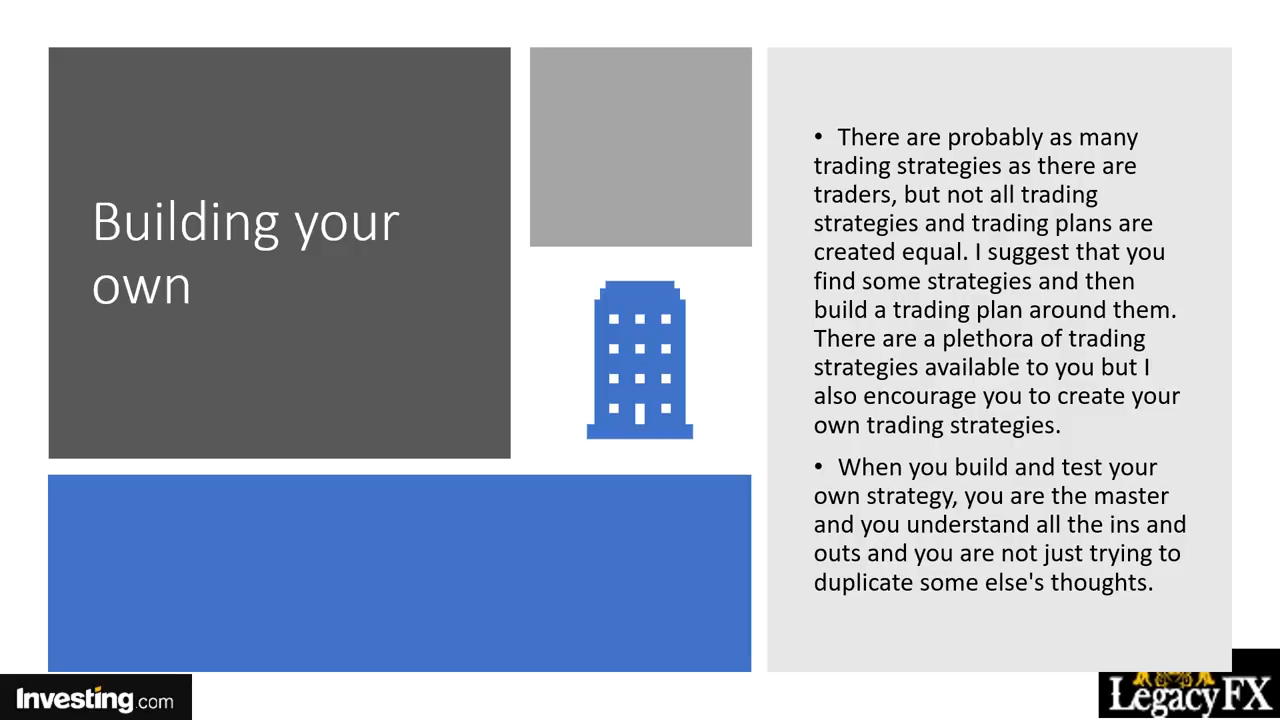 Building your
own
• There are probably as many
trading strategies as there are
traders, but not all trading
strategies and trading plans are
created equal. I suggest that you
find some strategies and then
build a trading plan around them.
There are a plethora of trading
strategies available to you but I
also encourage you to create your
own trading strategies.
• When you build and test your
own strategy, you are the master
and you understand all the ins and
outs and you are not just trying to
duplicate some else's thoughts.
Investing.com
LegacyFX